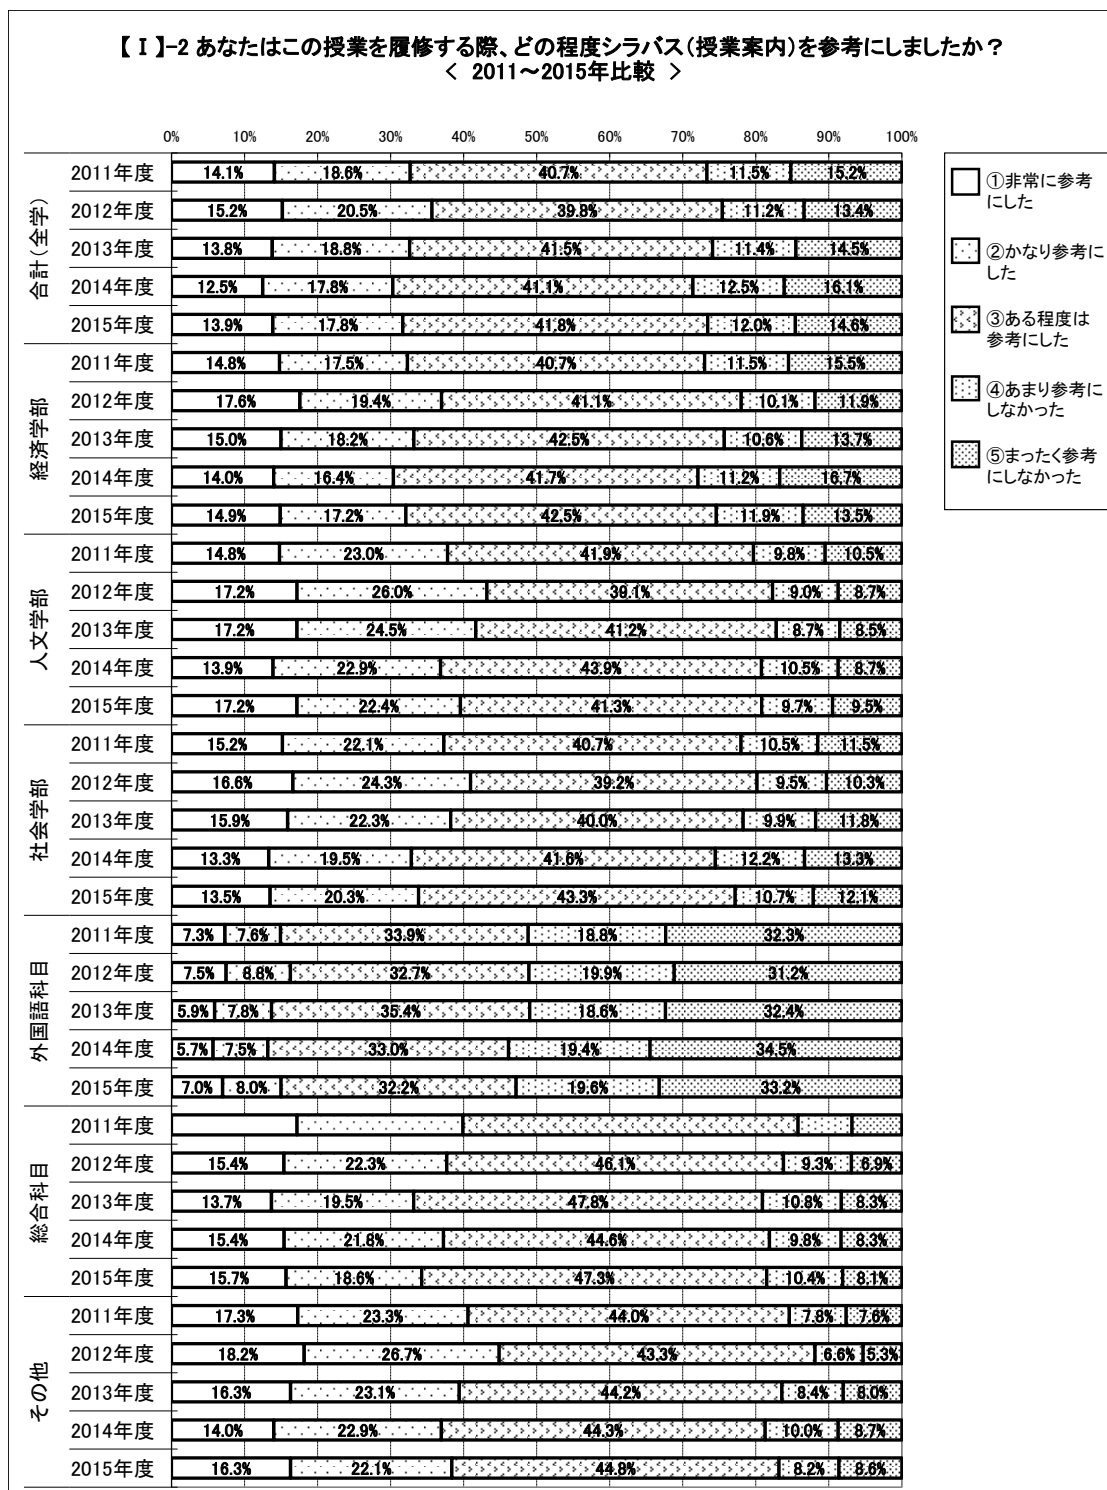 【Ⅰ】-2 あなたはこの授業を履修する際、どの程度シラバス(授業案内)を参考にしましたか?
< 2011~2015年比較 >
0% 10% 20% 30% 40% 50% 60% 70% 80% 90% 100%
合計(全学)
2011年度 14.1% 18.6% 40.7% 11.5% 15.2%
2012年度 15.2% 20.5% 39.8% 11.2% 13.4%
2013年度 13.8% 18.8% 41.5% 11.4% 14.5%
2014年度 12.5% 17.8% 41.1% 12.5% 16.1%
2015年度 13.9% 17.8% 41.8% 12.0% 14.6%
経済学部
2011年度 14.8% 17.5% 40.7% 11.5% 15.5%
2012年度 17.6% 19.4% 41.1% 10.1% 11.9%
2013年度 15.0% 18.2% 42.5% 10.6% 13.7%
2014年度 14.0% 16.4% 41.7% 11.2% 16.7%
2015年度 14.9% 17.2% 42.5% 11.9% 13.5%
人文学部
2011年度 14.8% 23.0% 41.9% 9.8% 10.5%
2012年度 17.2% 26.0% 39.1% 9.0% 8.7%
2013年度 17.2% 24.5% 41.2% 8.7% 8.5%
2014年度 13.9% 22.9% 43.9% 10.5% 8.7%
2015年度 17.2% 22.4% 41.3% 9.7% 9.5%
社会学部
2011年度 15.2% 22.1% 40.7% 10.5% 11.5%
2012年度 16.6% 24.3% 39.2% 9.5% 10.3%
2013年度 15.9% 22.3% 40.0% 9.9% 11.8%
2014年度 13.3% 19.5% 41.6% 12.2% 13.3%
2015年度 13.5% 20.3% 43.3% 10.7% 12.1%
外国語科目
2011年度 7.3% 7.6% 33.9% 18.8% 32.3%
2012年度 7.5% 8.8% 32.7% 19.9% 31.2%
2013年度 5.9% 7.8% 35.4% 18.6% 32.4%
2014年度 5.7% 7.5% 33.0% 19.4% 34.5%
2015年度 7.0% 8.0% 32.2% 19.6% 33.2%
総合科目
2011年度
2012年度 15.4% 22.3% 46.1% 9.3% 6.9%
2013年度 13.7% 19.5% 47.8% 10.8% 8.3%
2014年度 15.4% 21.8% 44.6% 9.8% 8.3%
2015年度 15.7% 18.6% 47.3% 10.4% 8.1%
その他
2011年度 17.3% 23.3% 44.0% 7.8% 7.6%
2012年度 18.2% 26.7% 43.3% 6.6% 5.3%
2013年度 16.3% 23.1% 44.2% 8.4% 8.0%
2014年度 14.0% 22.9% 44.3% 10.0% 8.7%
2015年度 16.3% 22.1% 44.8% 8.2% 8.6%
①非常に参考
にした
②かなり参考に
した
③ある程度は
参考にした
④あまり参考に
しなかった
⑤まったく参考
にしなかった